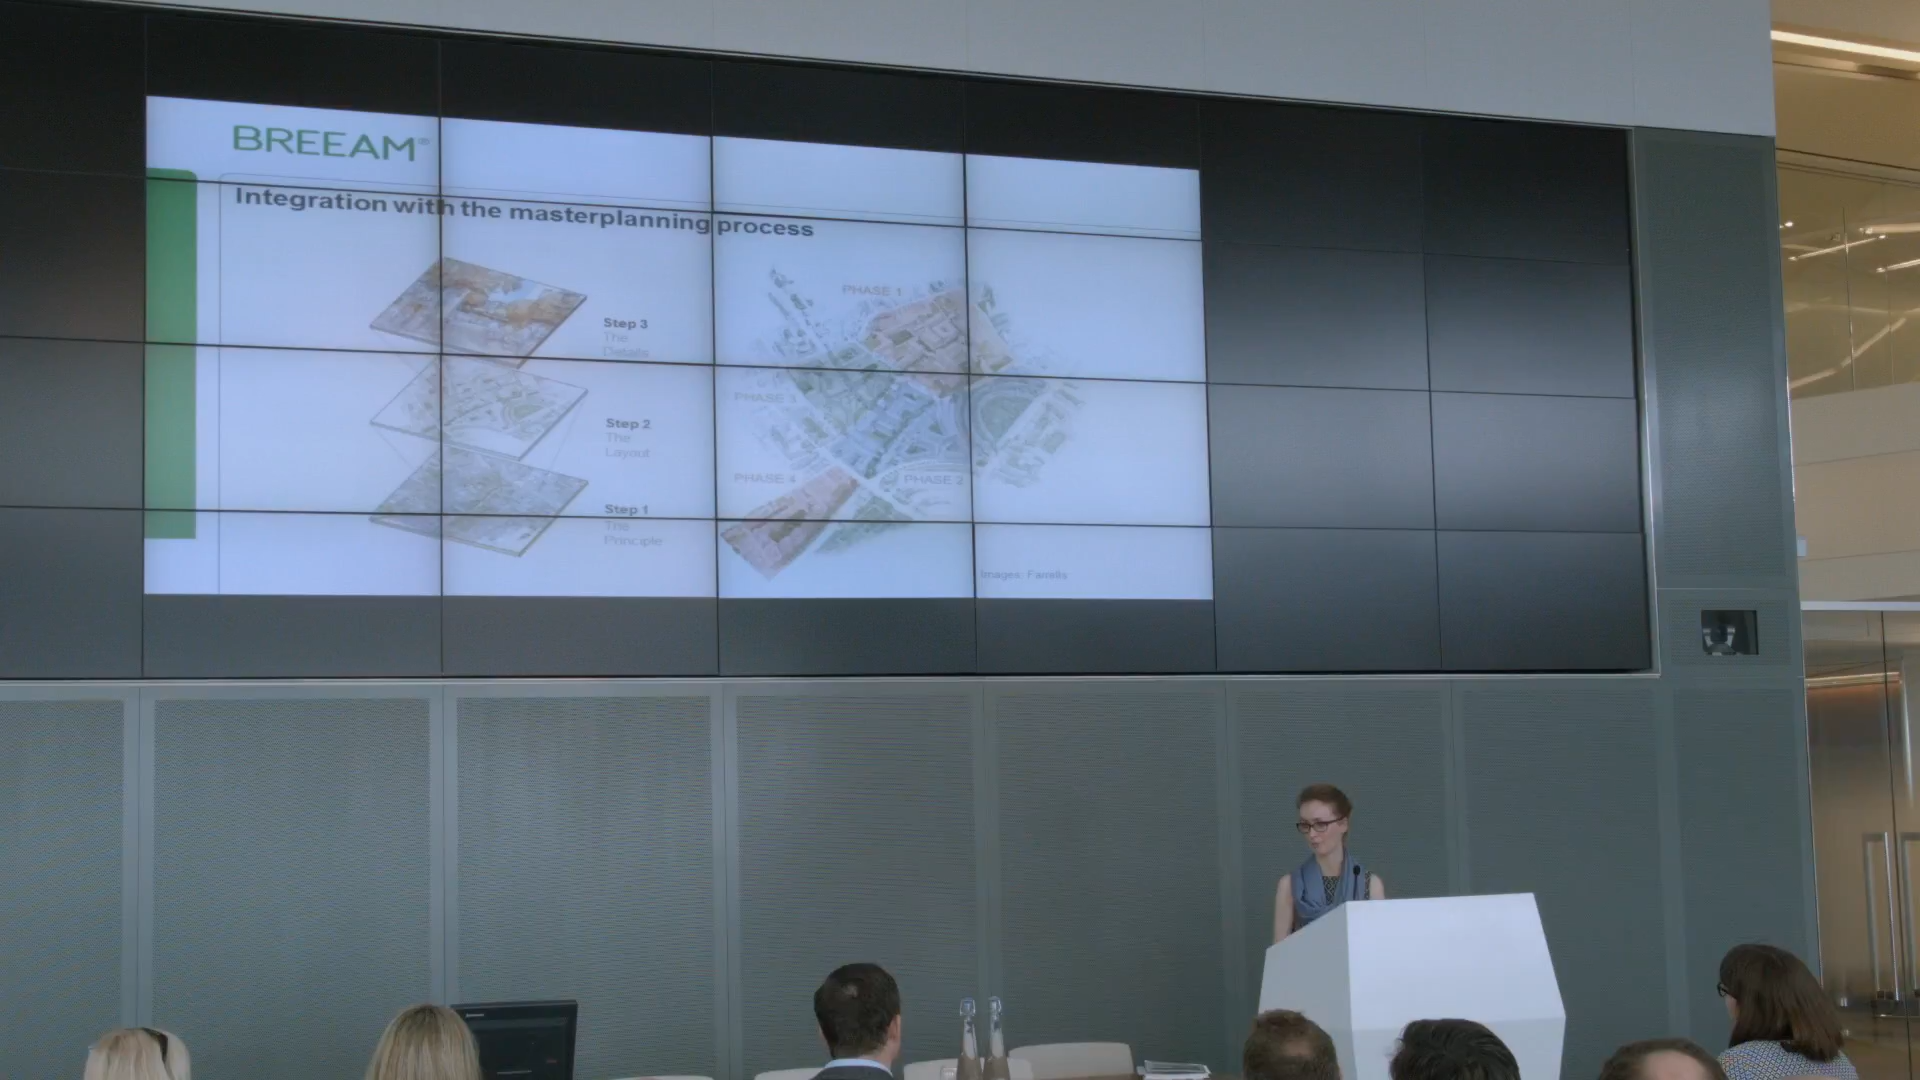 BREEAM®
Integration with the masterplanning process
Step 3
The
Details
Step 2
The
Layout
Step 1
The
Principle
PHASE 1
PHASE 3
PHASE 4
PHASE 2
Images: Farrells